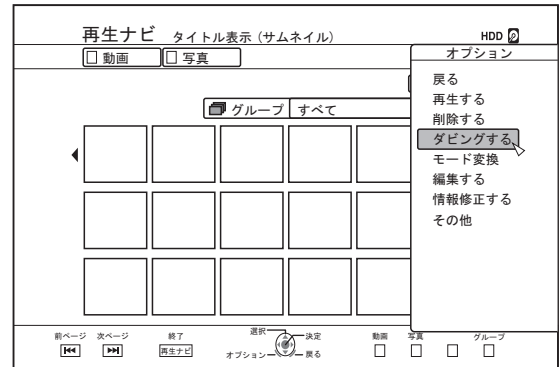 再生ナビ タイトル表示（サムネイル） HDD
動画 写真
グループ すべて
オプション
戻る
再生する
削除する
ダビングする
モード変換
編集する
情報修正する
その他
前ページ 次ページ 終了 選択 決定 動画 写真 グループ
再生ナビ オプション 戻る